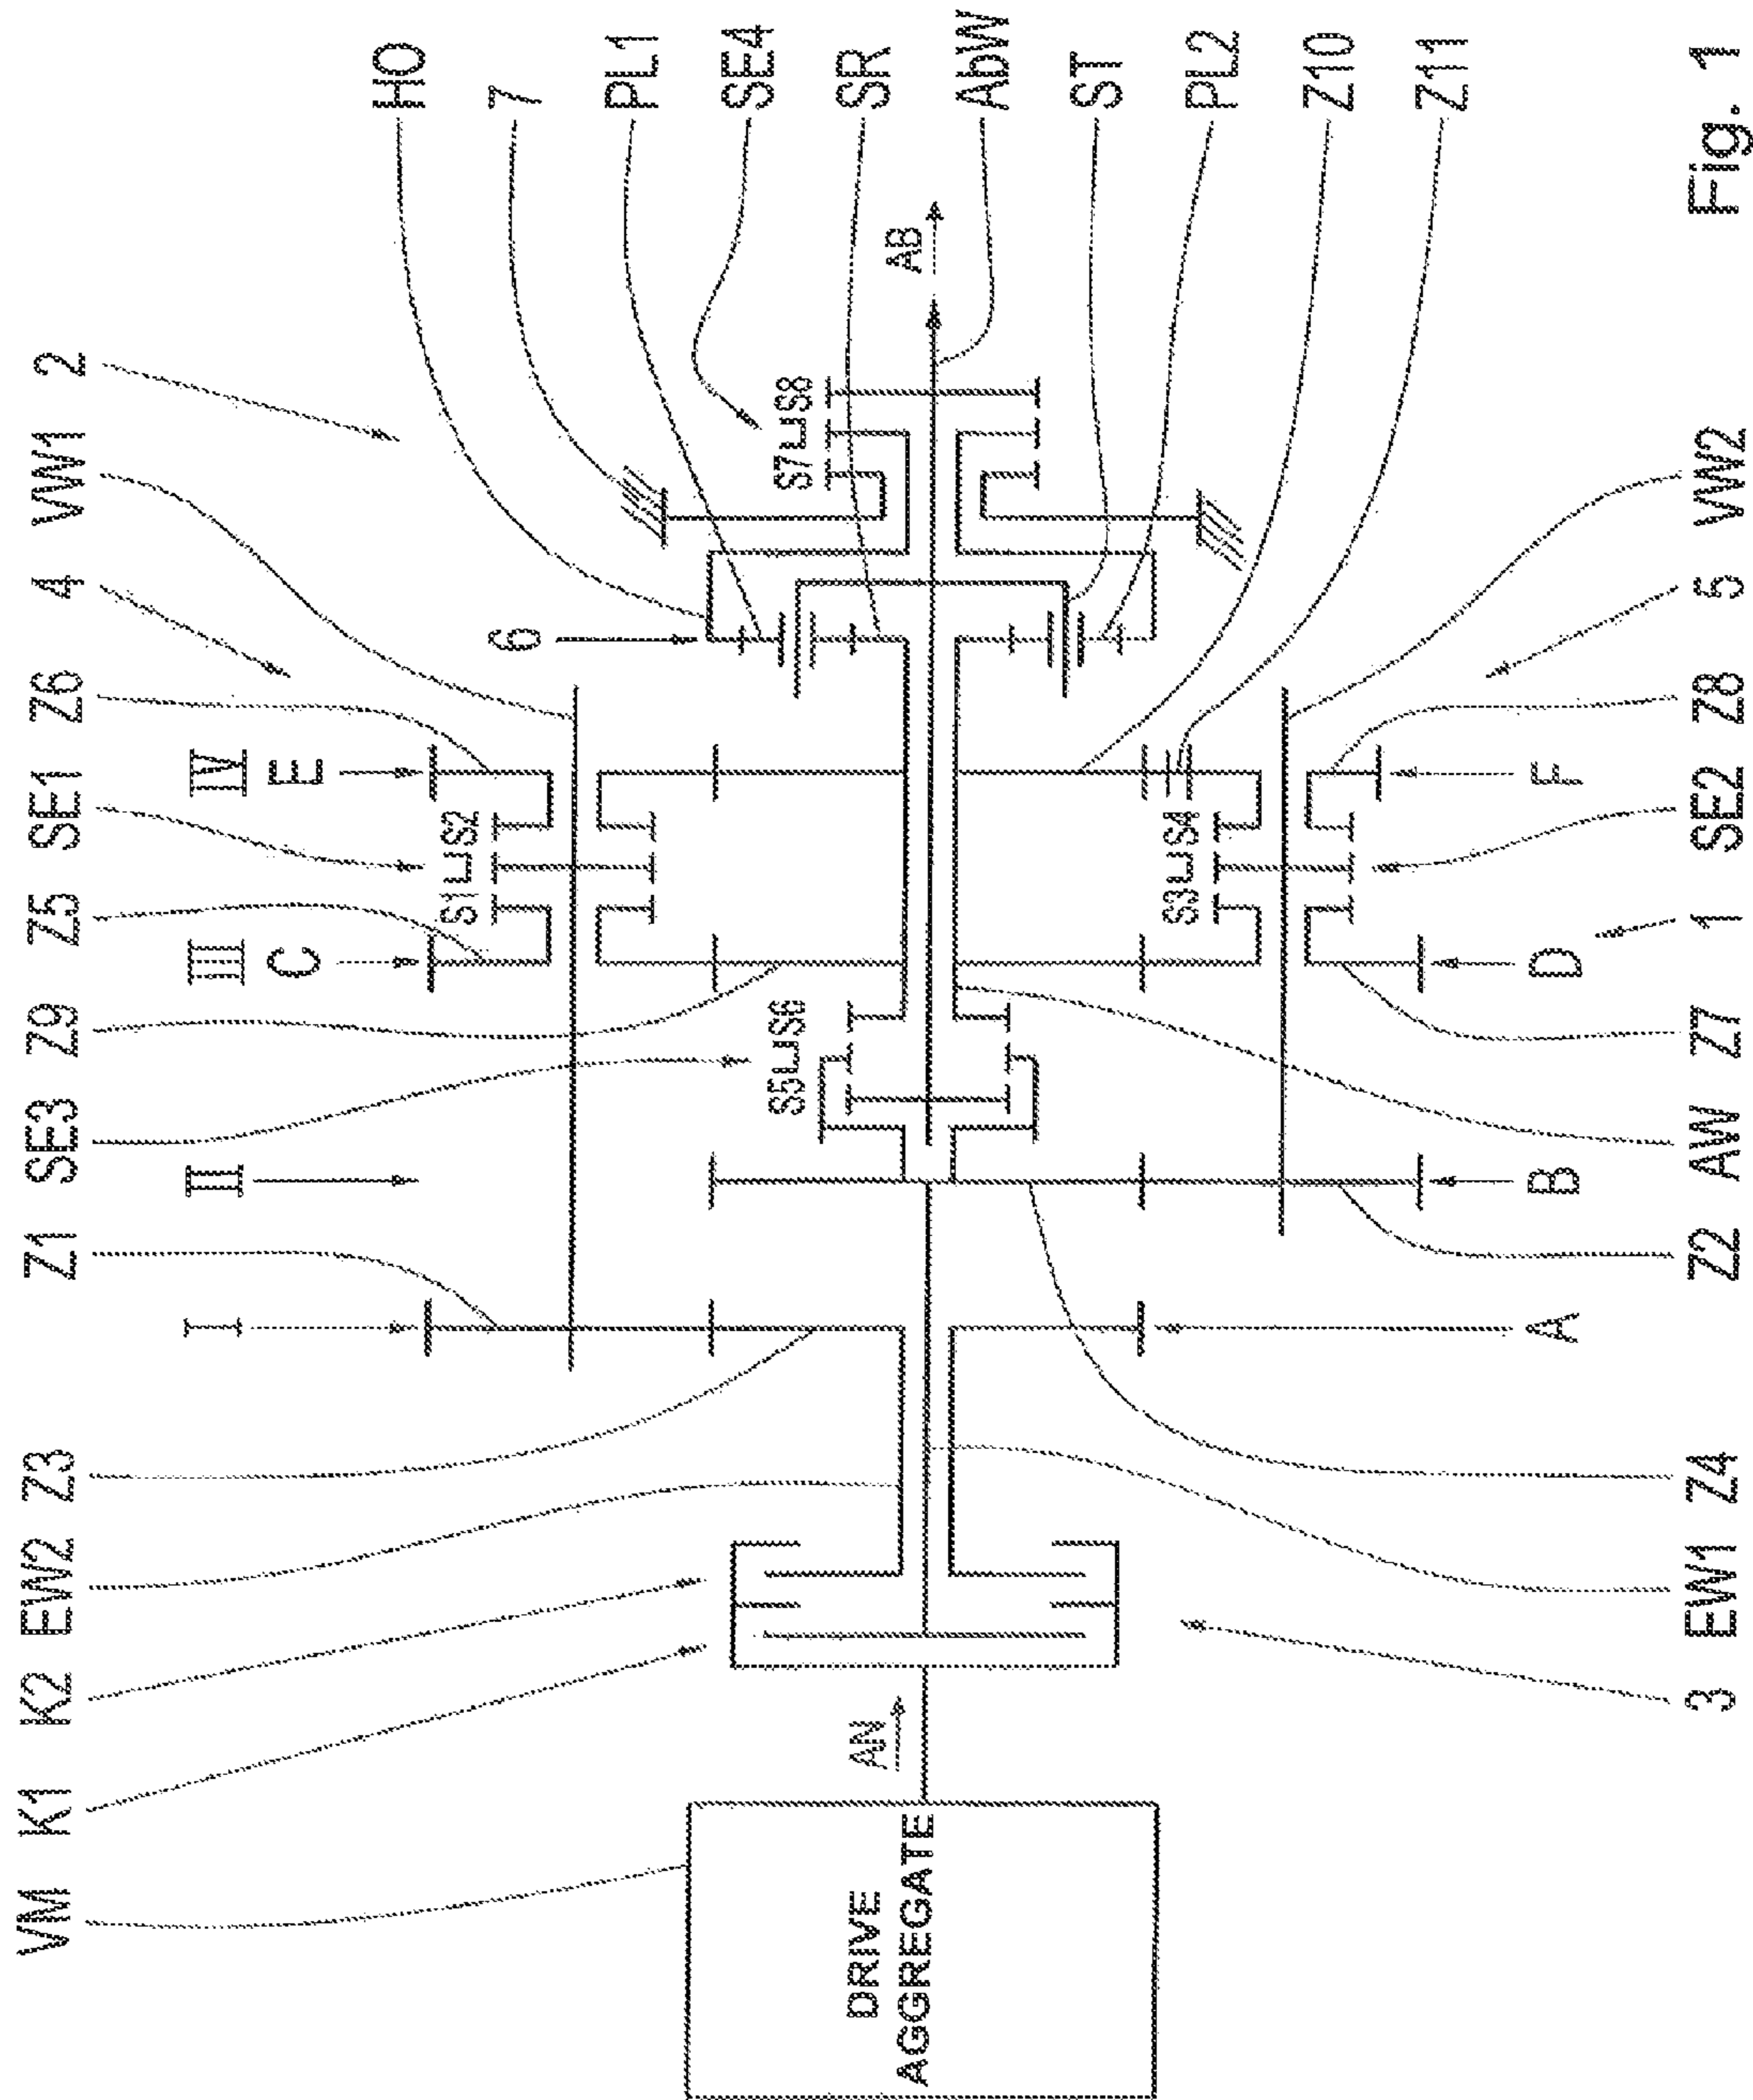 VM K1 K2 EW2 Z3 Z1 SE3 Z9 Z5 SE1 Z6 4 VW1 2
I II III IV
C E
HO
7
PL1
SE4
SR
AbW
ST
PL2
Z10
Z11
6
S1 S2
S7 S8
S5 S6
S3 S4
AN
AB
DRIVE
AGGREGATE
A B D F
3 EW1 Z4 Z2 AW Z7 1 SE2 Z8 5 VW2
Fig. 1